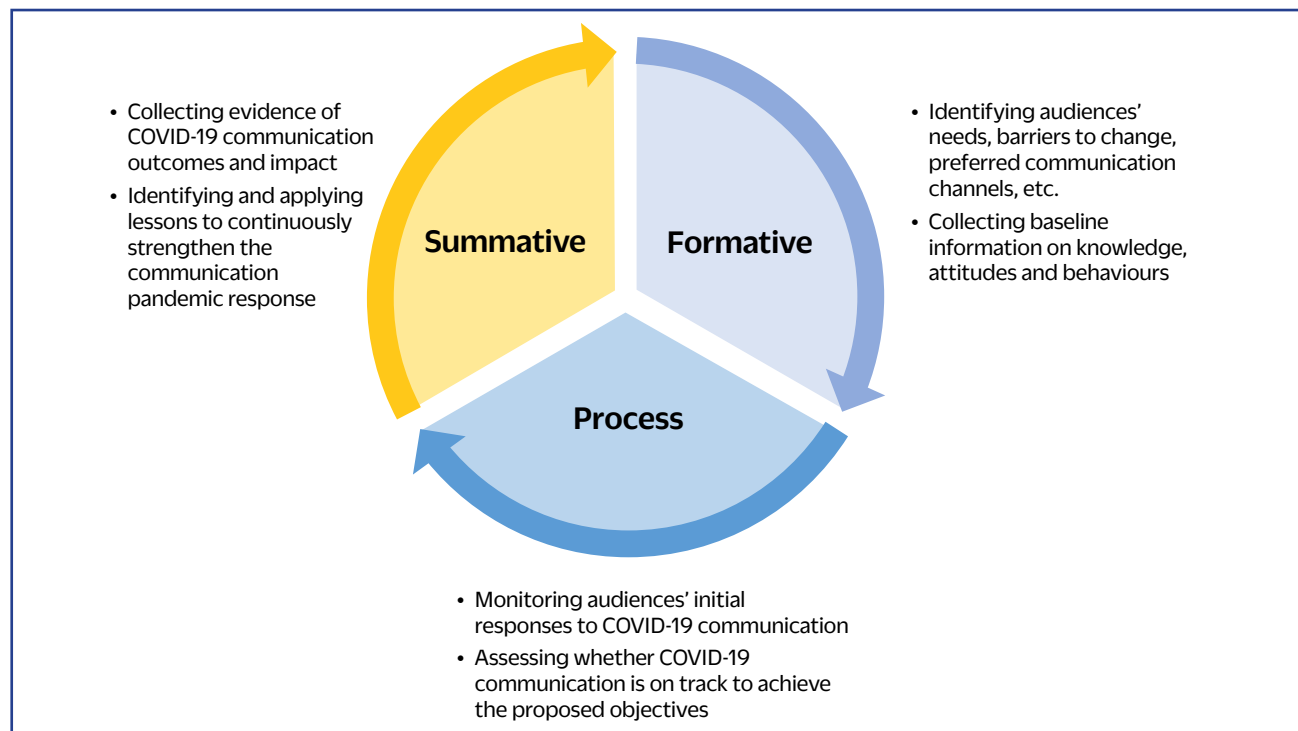 • Collecting evidence of
COVID-19 communication
outcomes and impact
• Identifying and applying
lessons to continuously
strengthen the
communication
pandemic response
Summative
Formative
• Identifying audiences’
needs, barriers to change,
preferred communication
channels, etc.
• Collecting baseline
information on knowledge,
attitudes and behaviours
Process
• Monitoring audiences’ initial
responses to COVID-19 communication
• Assessing whether COVID-19
communication is on track to achieve
the proposed objectives